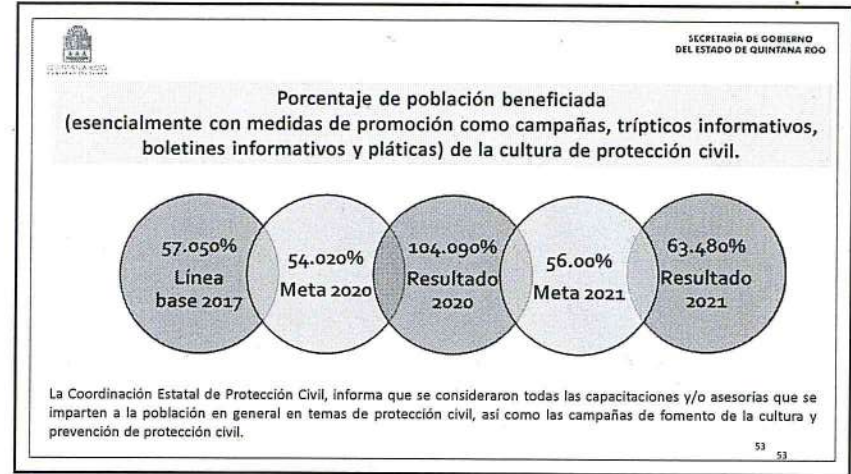 SECRETARÍA DE GOBIERNO
DEL ESTADO DE QUINTANA ROO
Porcentaje de población beneficiada
(esencialmente con medidas de promoción como campañas, trípticos informativos,
boletines informativos y pláticas) de la cultura de protección civil.
57.050%
Línea
base 2017
54.020%
Meta 2020
104.090%
Resultado
2020
56.00%
Meta 2021
63.480%
Resultado
2021
La Coordinación Estatal de Protección Civil, informa que se consideraron todas las capacitaciones y/o asesorías que se
imparten a la población en general en temas de protección civil, así como las campañas de fomento de la cultura y
prevención de protección civil.
53
53